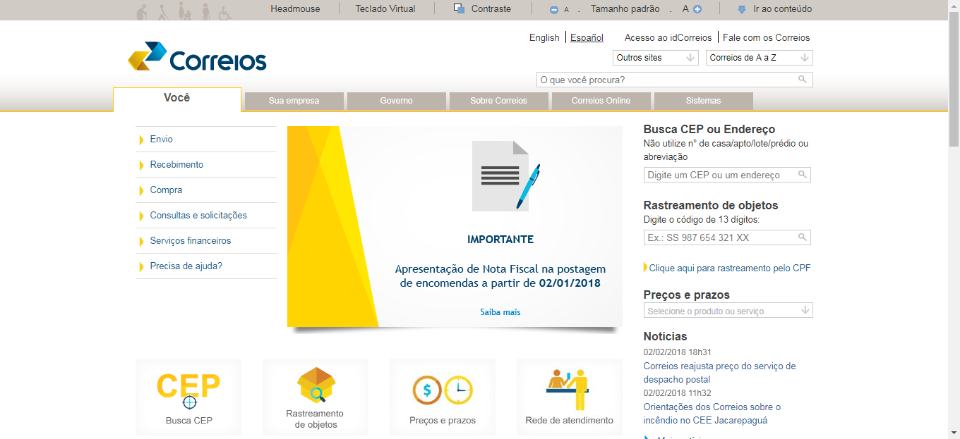 Headmouse
Teclado Virtual
Contraste
A . Tamanho padrão . A
Ir ao conteúdo
English
Español
Acesso ao idCorreios
Fale com os Correios
Correios
Outros sites
Correios de A a Z
O que você procura?
Você
Sua empresa
Governo
Sobre Correios
Correios Online
Sistemas
Envio
Recebimento
Compra
Consultas e solicitações
Serviços financeiros
Precisa de ajuda?
IMPORTANTE
Apresentação de Nota Fiscal na postagem
de encomendas a partir de 02/01/2018
Saiba mais
CEP
Busca CEP
Rastreamento
de objetos
$
Preços e prazos
Rede de atendimento
Busca CEP ou Endereço
Não utilize n° de casa/apto/lote/prédio ou
abreviação
Digite um CEP ou um endereço
Rastreamento de objetos
Digite o código de 13 dígitos:
Ex.: SS 987 654 321 XX
Clique aqui para rastreamento pelo CPF
Preços e prazos
Selecione o produto ou serviço
Notícias
02/02/2018 18h31
Correios reajusta preço do serviço de
despacho postal
02/02/2018 11h32
Orientações dos Correios sobre o
incêndio no CEE Jacarepaguá